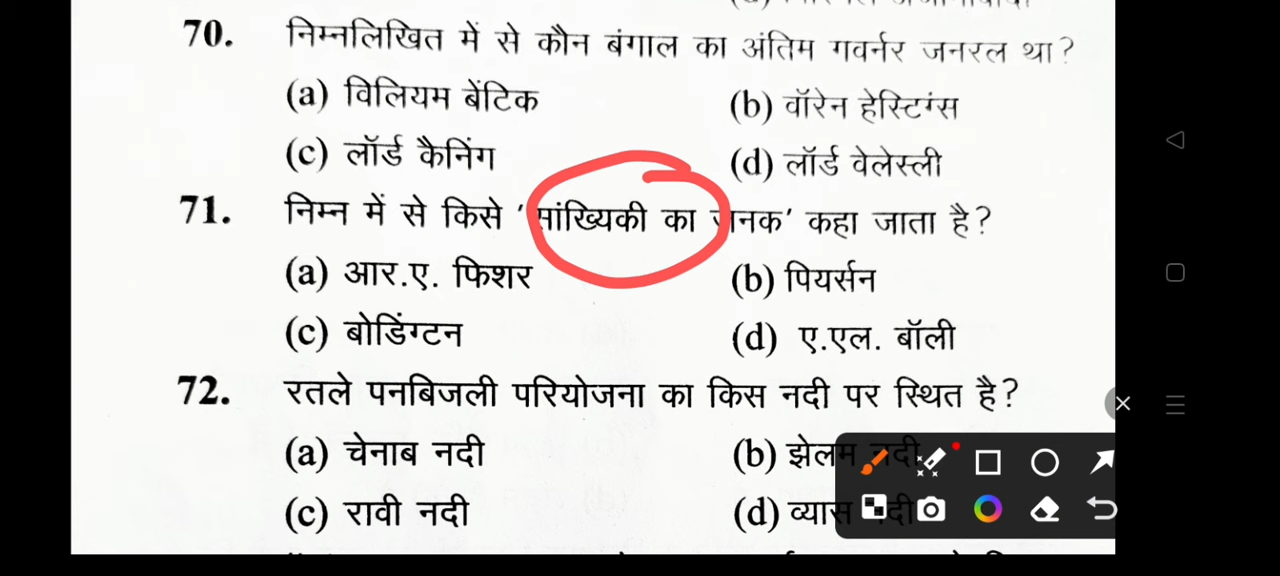 70. निम्नलिखित में से कौन बंगाल का अंतिम गवर्नर जनरल था?
(a) विलियम बेंटिक (b) वॉरेन हेस्टिंग्स
(c) लॉर्ड कैनिंग (d) लॉर्ड वेलेस्ली
71. निम्न में से किसे 'सांख्यिकी का जनक' कहा जाता है?
(a) आर.ए. फिशर (b) पियर्सन
(c) बोडिंग्टन (d) ए.एल. बॉली
72. रतले पनबिजली परियोजना का किस नदी पर स्थित है?
(a) चेनाब नदी (b) झेलम नदी
(c) रावी नदी (d) व्यास नदी